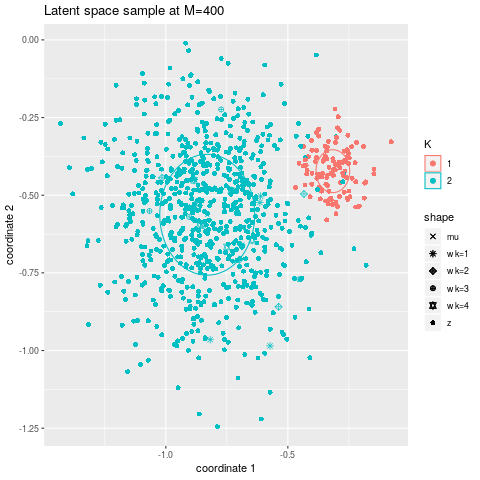 Latent space sample at M=400
0.00
-0.25
-0.50
-0.75
-1.00
-1.25
-1.0
-0.5
coordinate 1
coordinate 2
K
1
2
shape
mu
w k=1
w k=2
w k=3
w k=4
z